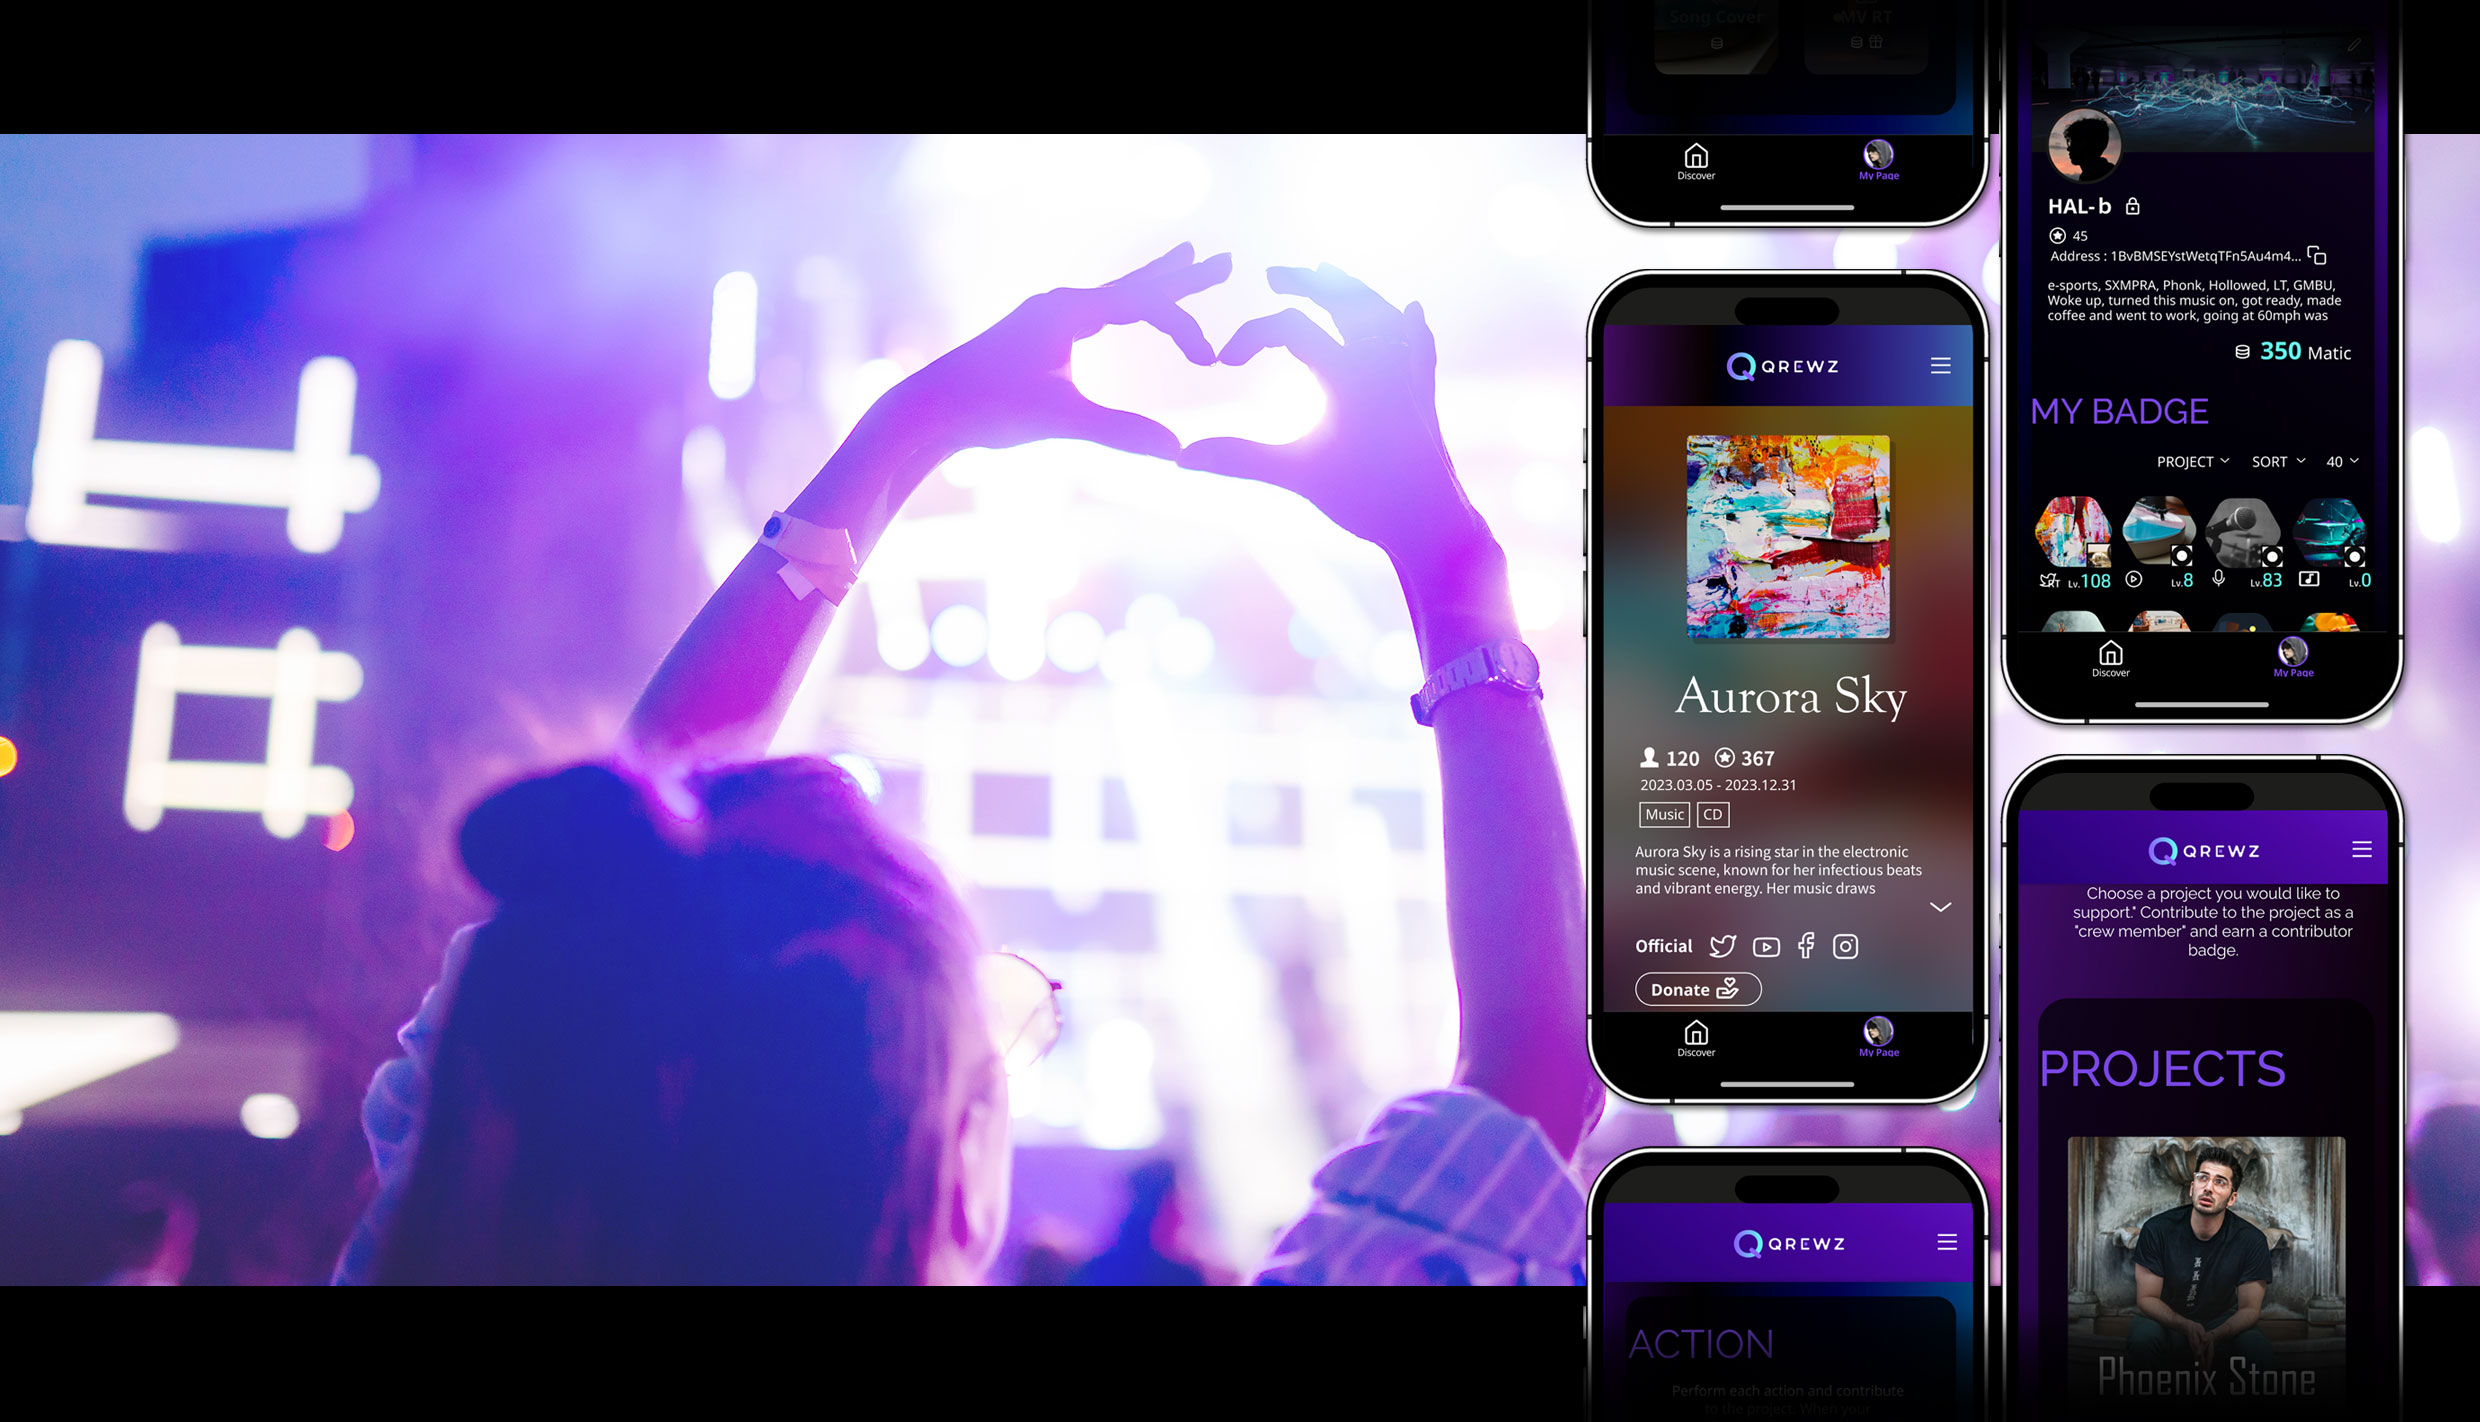 Song Cover
MV RT
Discover
My Page
QREWZ
Aurora Sky
120
367
2023.03.05 - 2023.12.31
Music
CD
Aurora Sky is a rising star in the electronic
music scene, known for her infectious beats
and vibrant energy. Her music draws
Official
Donate
Discover
My Page
QREWZ
ACTION
Perform each action and contribute
to the project. When your
HAL-b
45
Address : 1BvBMSEYstWetqTFn5Au4m4...
e-sports, SXMPRA, Phonk, Hollowed, LT, GMBU,
Woke up, turned this music on, got ready, made
coffee and went to work, going at 60mph was
350 Matic
MY BADGE
PROJECT SORT 40
RT Lv.108 Lv.8 Lv.83 Lv.0
Discover
My Page
QREWZ
Choose a project you would like to
support." Contribute to the project as a
"crew member" and earn a contributor
badge.
PROJECTS
Phoenix Stone